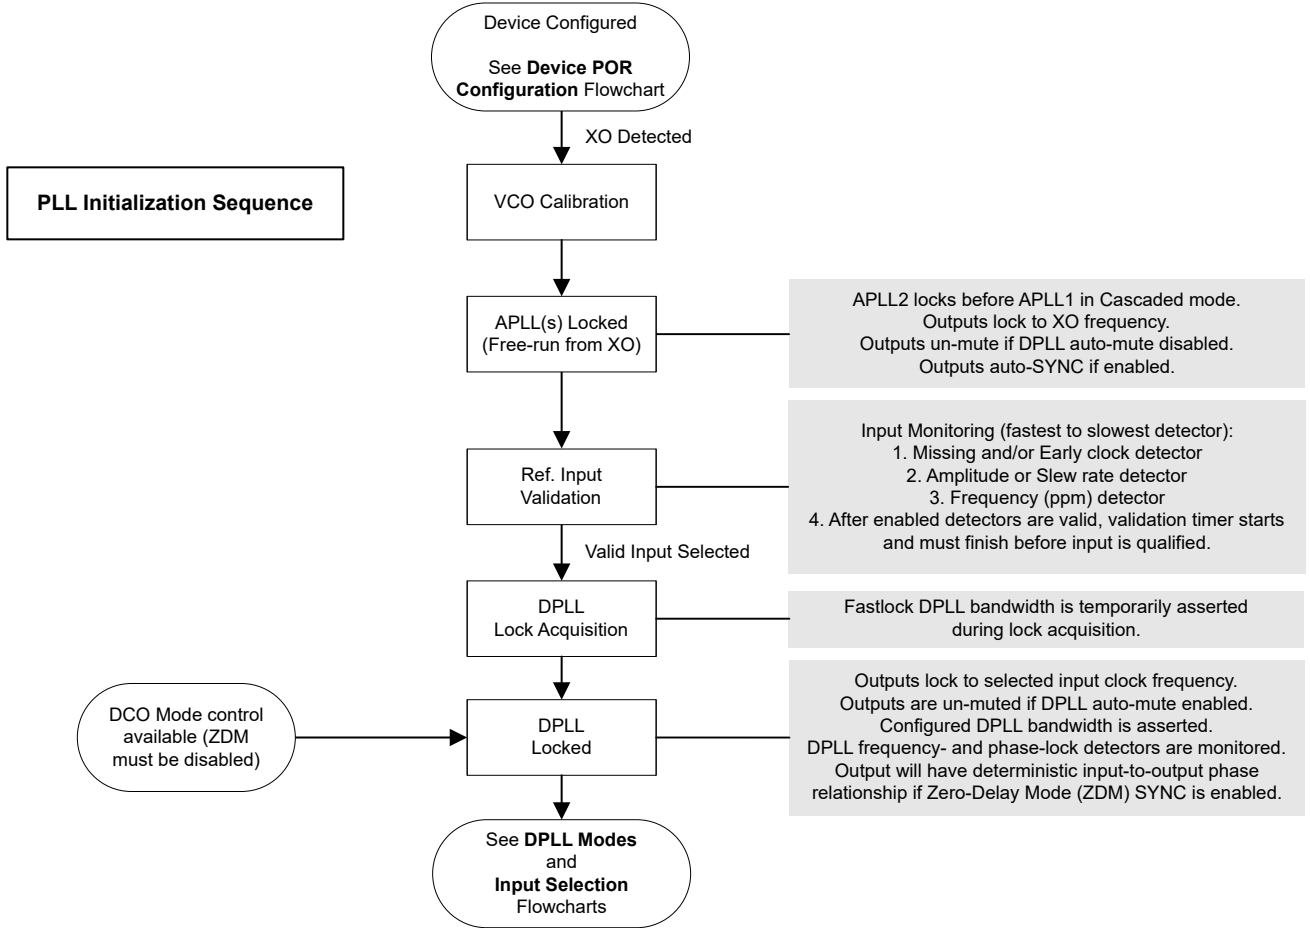 Device Configured
See Device POR
Configuration Flowchart
XO Detected
PLL Initialization Sequence
VCO Calibration
APLL(s) Locked
(Free-run from XO)
APLL2 locks before APLL1 in Cascaded mode.
Outputs lock to XO frequency.
Outputs un-mute if DPLL auto-mute disabled.
Outputs auto-SYNC if enabled.
Ref. Input
Validation
Input Monitoring (fastest to slowest detector):
1. Missing and/or Early clock detector
2. Amplitude or Slew rate detector
3. Frequency (ppm) detector
4. After enabled detectors are valid, validation timer starts
and must finish before input is qualified.
Valid Input Selected
DPLL
Lock Acquisition
Fastlock DPLL bandwidth is temporarily asserted
during lock acquisition.
DCO Mode control
available (ZDM
must be disabled)
DPLL
Locked
Outputs lock to selected input clock frequency.
Outputs are un-muted if DPLL auto-mute enabled.
Configured DPLL bandwidth is asserted.
DPLL frequency- and phase-lock detectors are monitored.
Output will have deterministic input-to-output phase
relationship if Zero-Delay Mode (ZDM) SYNC is enabled.
See DPLL Modes
and
Input Selection
Flowcharts